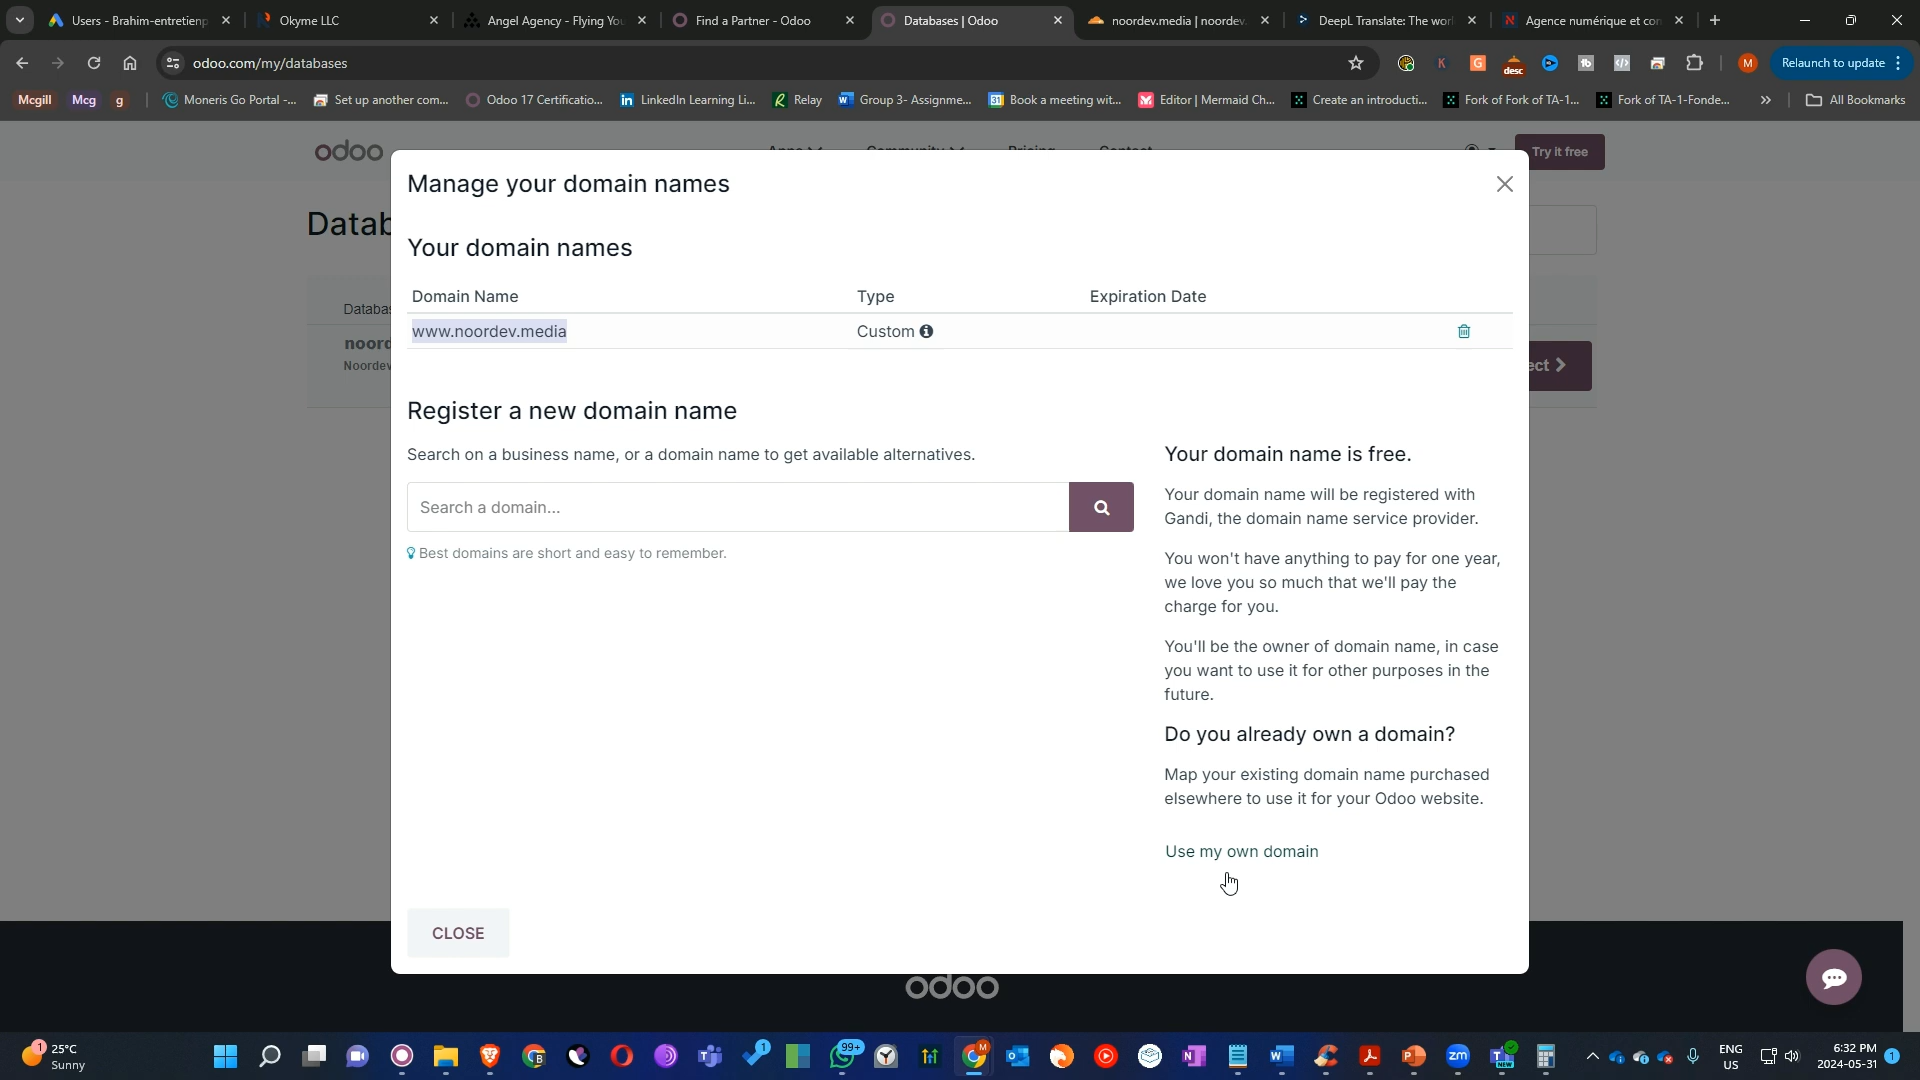 Users - Brahim-entretienp
Okyme LLC
Angel Agency - Flying You
Find a Partner - Odoo
Databases | Odoo
noordev.media | noordev.
DeepL Translate: The worl
Agence numérique et con
odoo.com/my/databases
desc
M
Relaunch to update
Mcgill
Mcg
g
Moneris Go Portal -...
Set up another com...
Odoo 17 Certificatio...
LinkedIn Learning Li...
Relay
Group 3- Assignme...
Book a meeting wit...
Editor | Mermaid Ch...
Create an introducti...
Fork of Fork of TA-1...
Fork of TA-1-Fonde...
All Bookmarks
odoo
Try it free
Manage your domain names
Your domain names
Domain Name Type Expiration Date
www.noordev.media Custom
ect
Register a new domain name
Search on a business name, or a domain name to get available alternatives.
Search a domain...
Best domains are short and easy to remember.
Your domain name is free.
Your domain name will be registered with
Gandi, the domain name service provider.
You won't have anything to pay for one year,
we love you so much that we'll pay the
charge for you.
You'll be the owner of domain name, in case
you want to use it for other purposes in the
future.
Do you already own a domain?
Map your existing domain name purchased
elsewhere to use it for your Odoo website.
Use my own domain
CLOSE
odoo
25°C
Sunny
99+
ENG
US
6:32 PM
2024-05-31